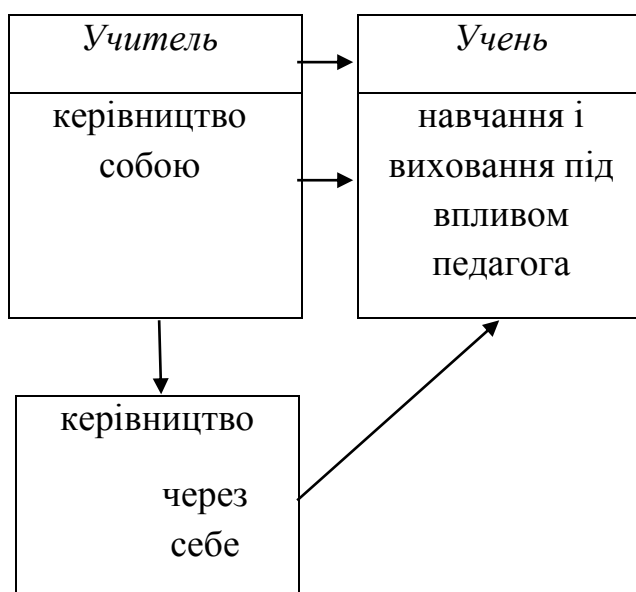 Учитель
керівництво
собою
Учень
навчання і
виховання під
впливом
педагога
керівництво
через
себе